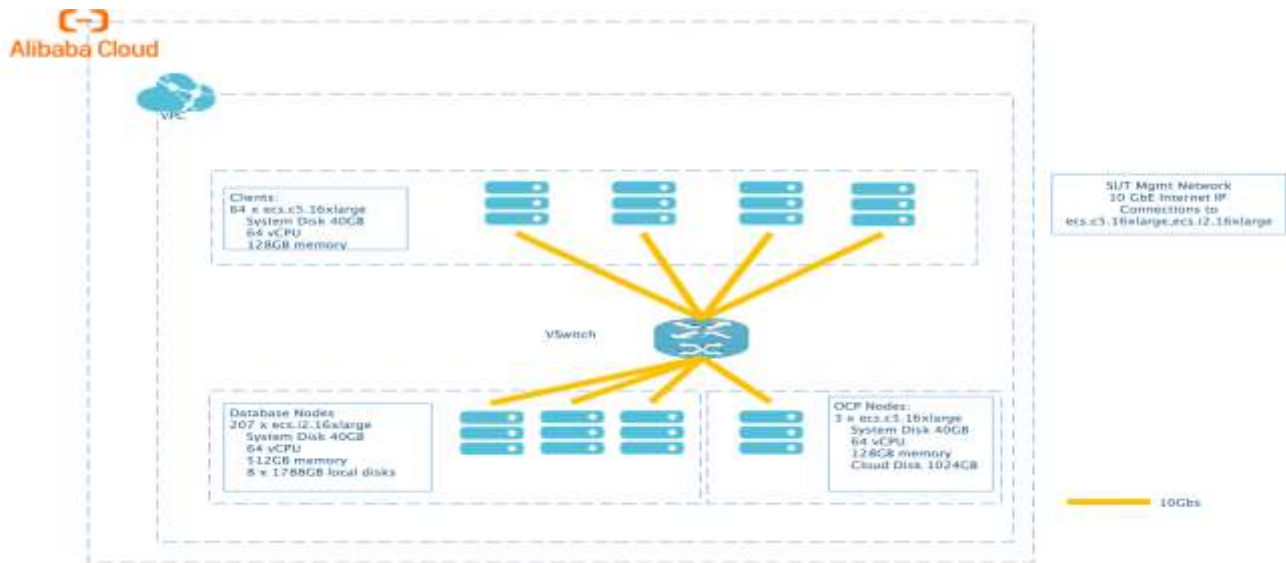 Alibaba Cloud
VPC
Clients:
64 x ecs.c5.16xlarge
System Disk 40GB
64 vCPU
128GB memory
SUT Mgmt Network
10 GbE Internet IP
Connections to
ecs.c5.16xlarge,ecs.i2.16xlarge
VSwitch
Database Nodes
207 x ecs.i2.16xlarge
System Disk 40GB
64 vCPU
512GB memory
8 x 1788GB local disks
OCP Nodes:
3 x ecs.c5.16xlarge
System Disk 40GB
64 vCPU
128GB memory
Cloud Disk 1024GB
10Gbs